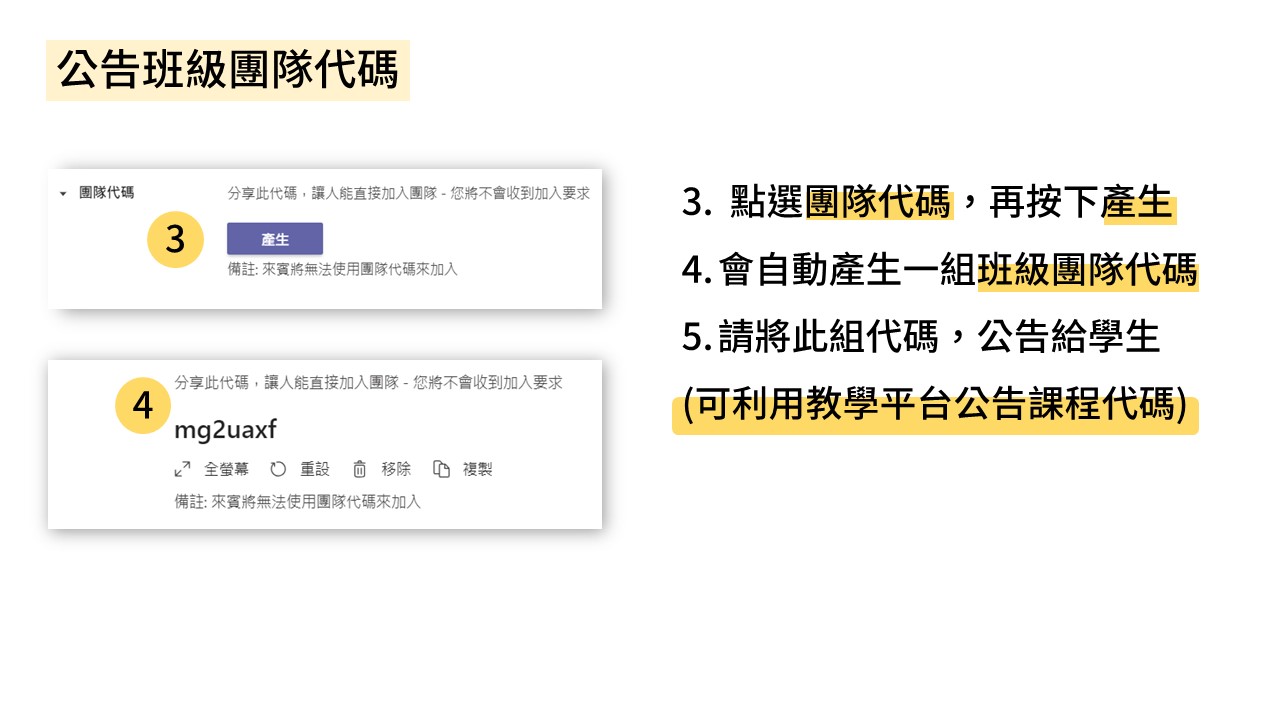 公告班級團隊代碼
團隊代碼
分享此代碼，讓人能直接加入團隊 - 您將不會收到加入要求
3
產生
備註: 來賓將無法使用團隊代碼來加入
分享此代碼，讓人能直接加入團隊 - 您將不會收到加入要求
4
mg2uaxf
全螢幕 重設 移除 複製
備註: 來賓將無法使用團隊代碼來加入
3. 點選團隊代碼，再按下產生
4.會自動產生一組班級團隊代碼
5.請將此組代碼，公告給學生
(可利用教學平台公告課程代碼)